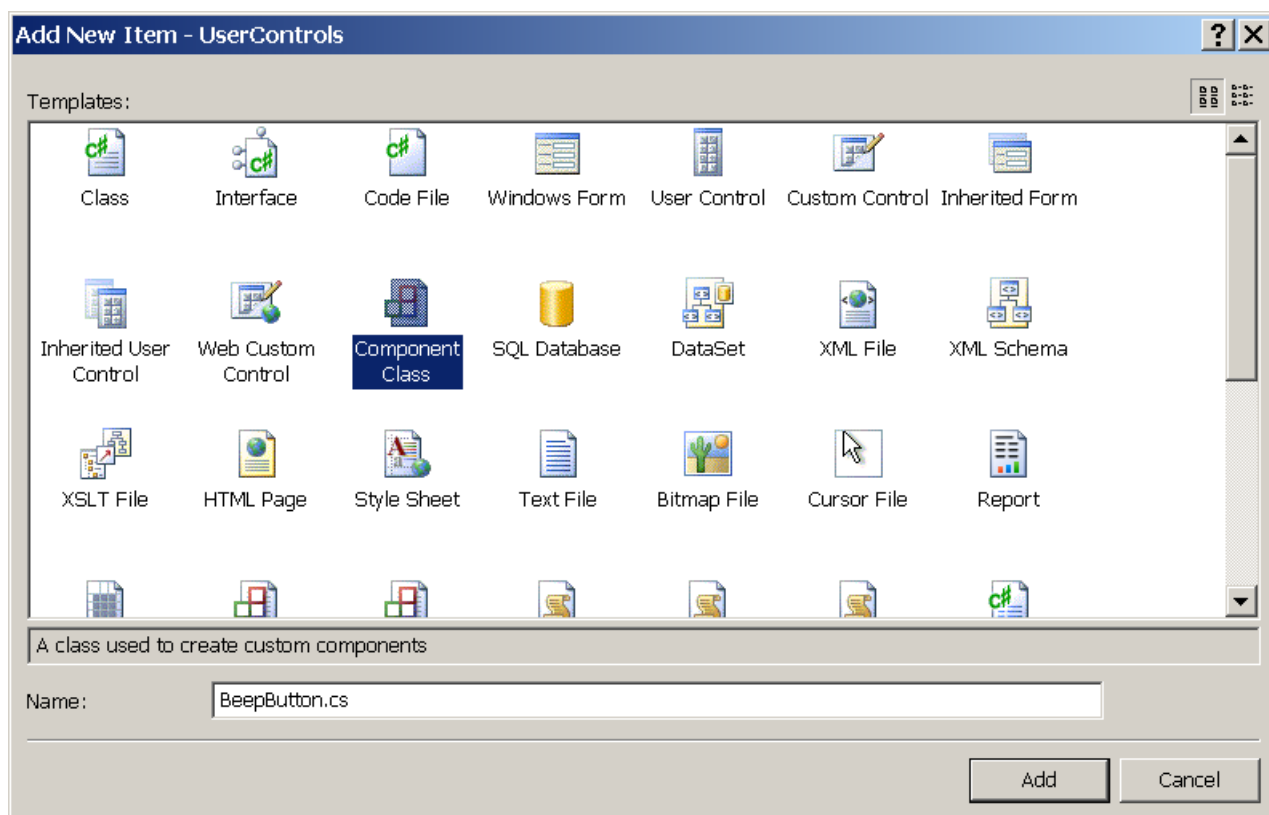 Add New Item - UserControls
Templates:
Class Interface Code File Windows Form User Control Custom Control Inherited Form
Inherited User Control Web Custom Control Component Class SQL Database DataSet XML File XML Schema
XSLT File HTML Page Style Sheet Text File Bitmap File Cursor File Report
A class used to create custom components
Name: BeepButton.cs
Add Cancel